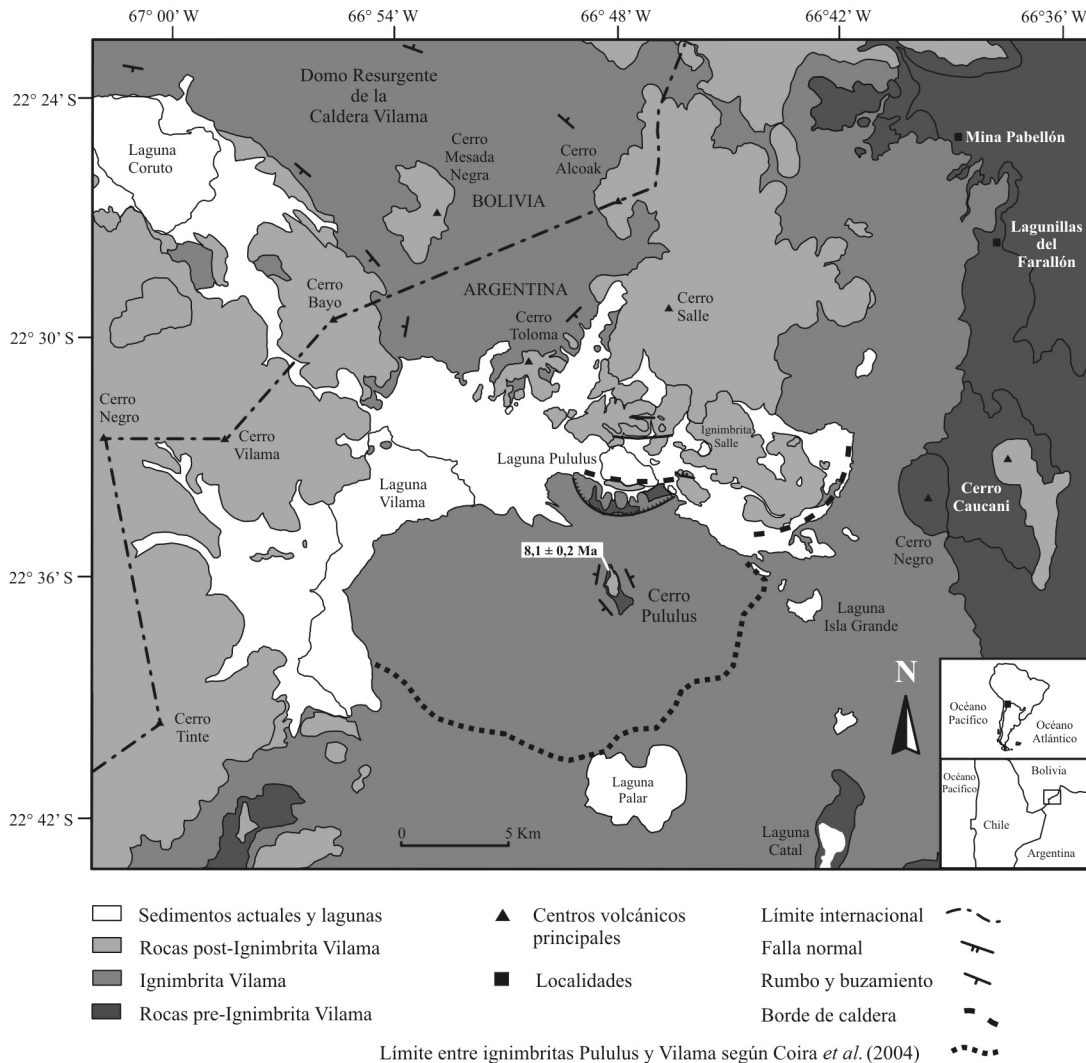 67° 00’ W
66° 54’ W
66° 48’ W
66° 42’ W
66° 36’ W
22° 24’ S
22° 30’ S
22° 36’ S
22° 42’ S
Domo Resurgente
de la
Caldera Vilama
Laguna
Coruto
Cerro
Mesada
Negra
Cerro
Alcoak
BOLIVIA
Mina Pabellón
Lagunillas
del
Farallón
Cerro
Bayo
ARGENTINA
Cerro
Toloma
Cerro
Salle
Cerro
Negro
Cerro
Vilama
Laguna
Vilama
Laguna Pululus
Ignimbrita
Salle
Cerro
Caucani
Cerro
Negro
8,1 ± 0,2 Ma
Cerro
Pululus
Laguna
Isla Grande
Cerro
Tinte
Laguna
Palar
Laguna
Catal
0
5 Km
N
Océano
Pacífico
Océano
Atlántico
Océano
Pacífico
Bolivia
Chile
Argentina
Sedimentos actuales y lagunas
Rocas post-Ignimbrita Vilama
Ignimbrita Vilama
Rocas pre-Ignimbrita Vilama
Centros volcánicos
principales
Localidades
Límite internacional
Falla normal
Rumbo y buzamiento
Borde de caldera
Límite entre ignimbritas Pululus y Vilama según Coira et al. (2004)